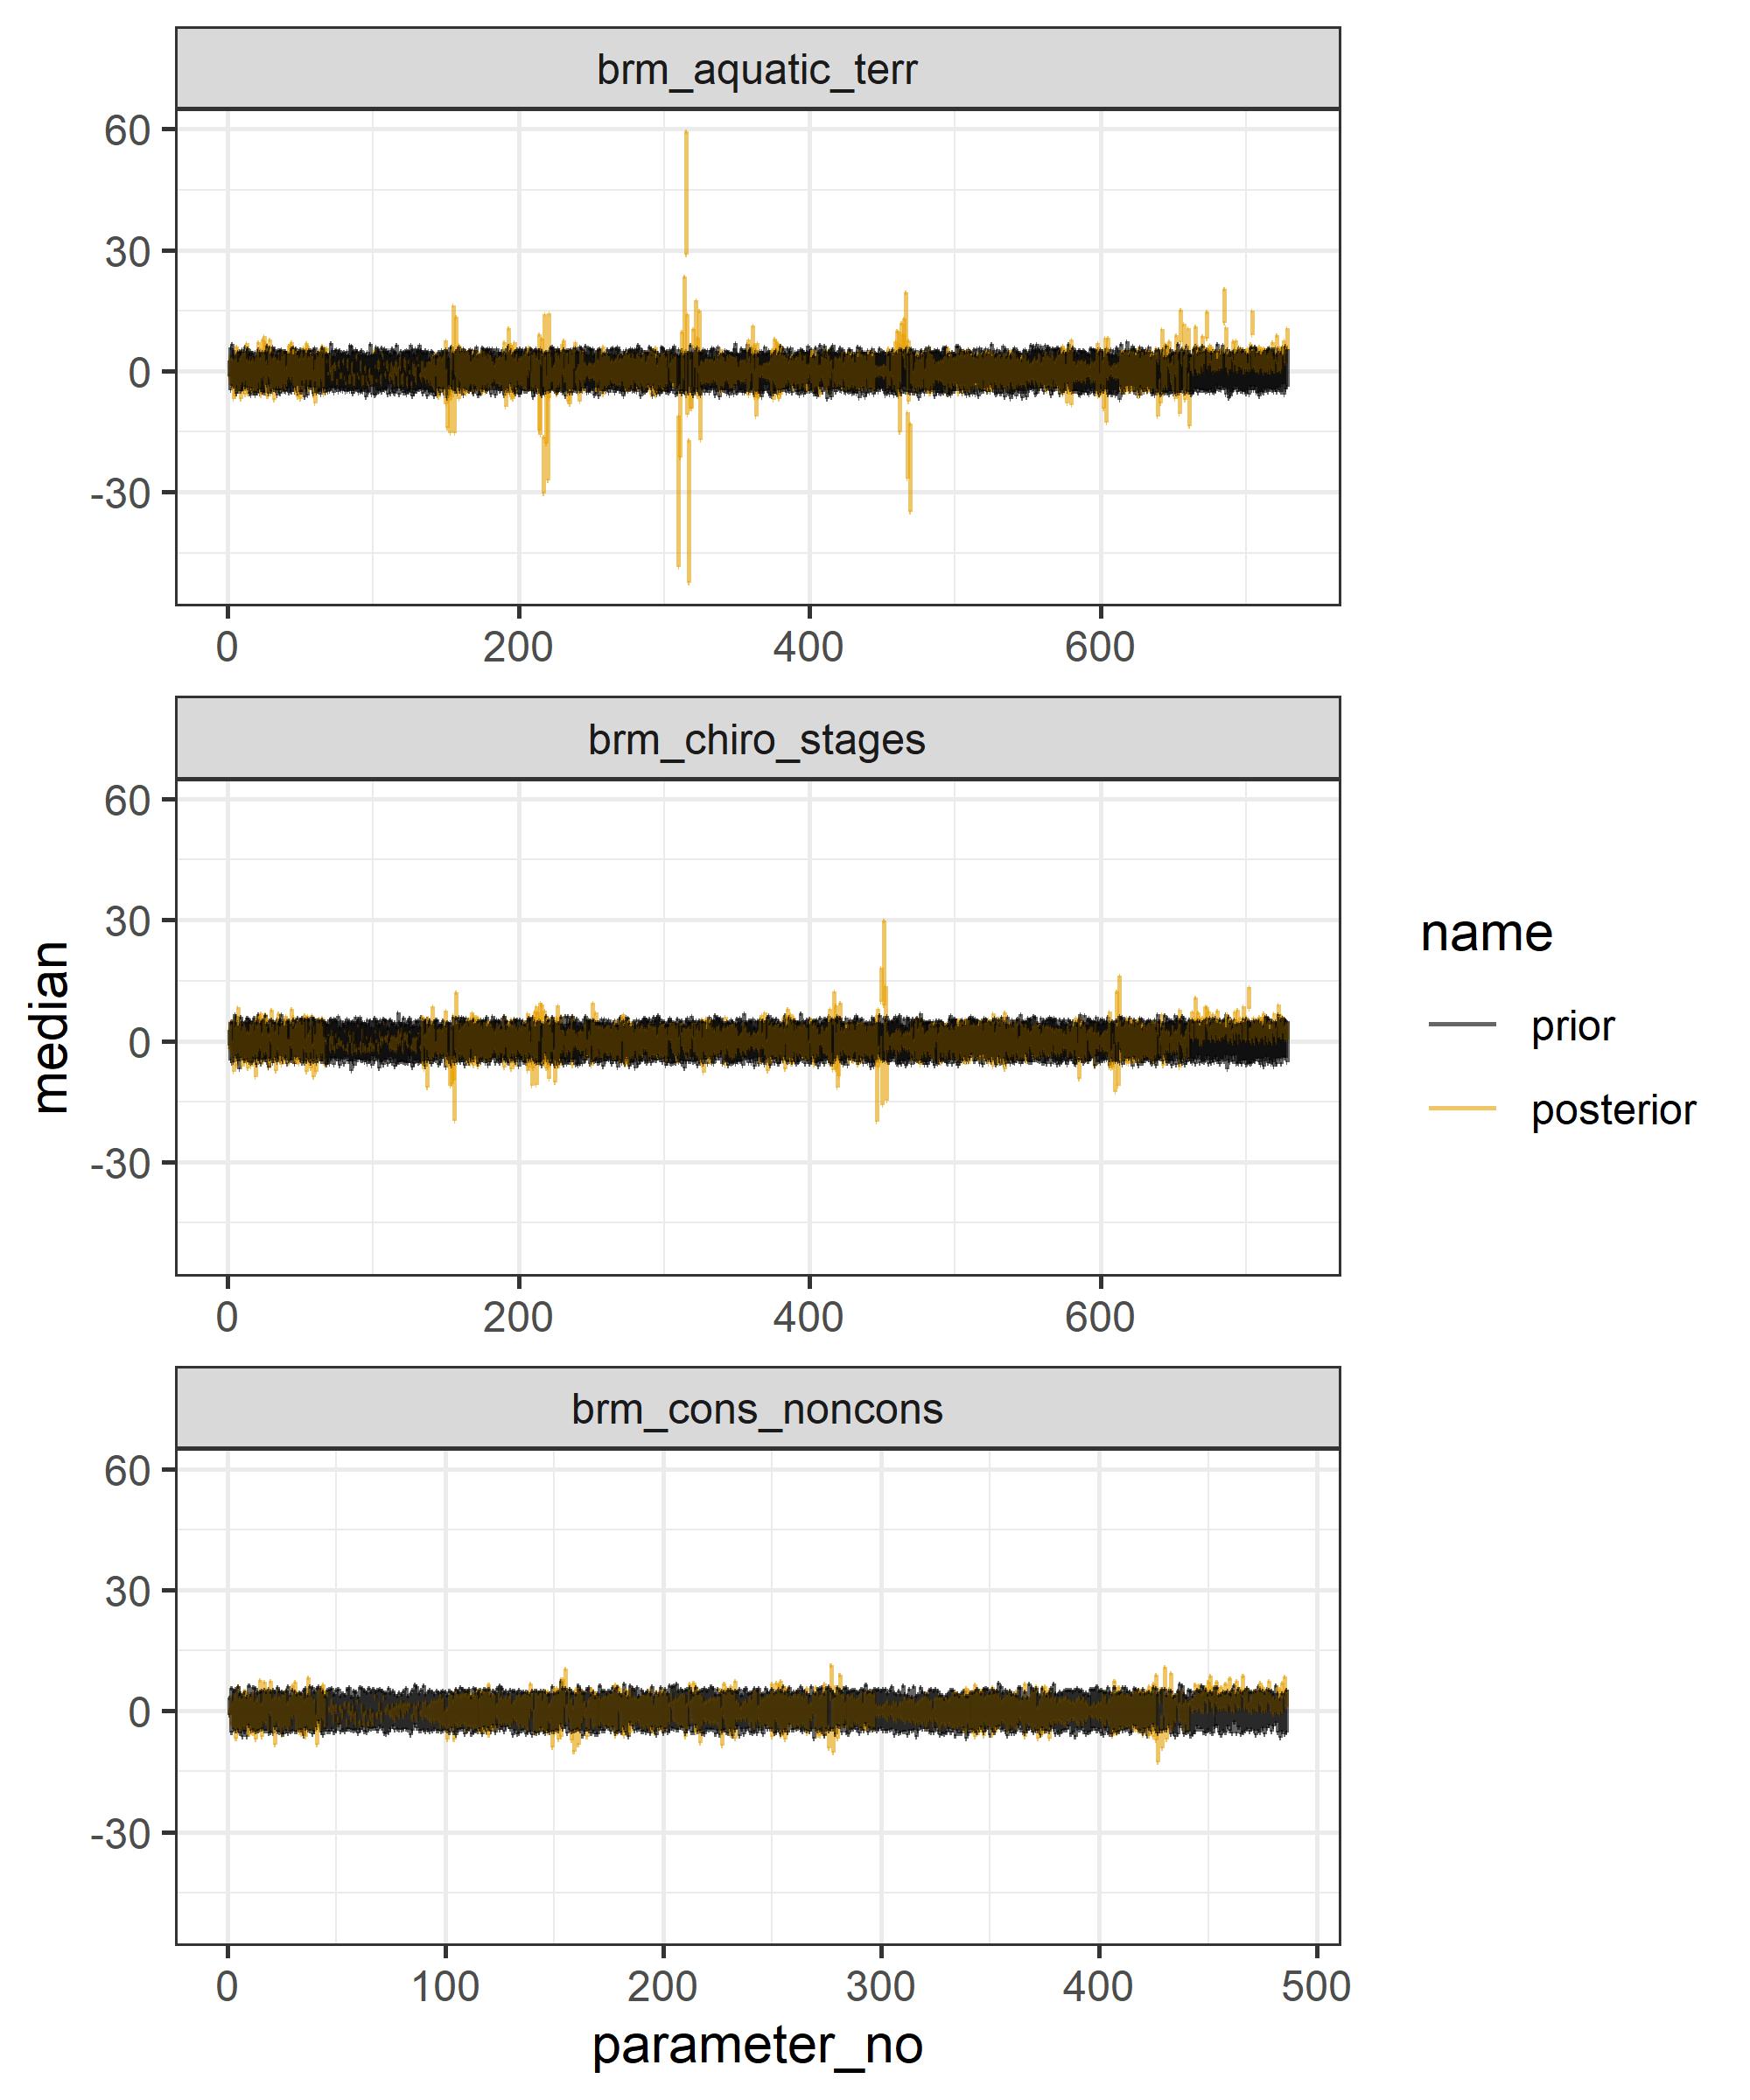 brm_aquatic_terr
60
30
0
-30
0 200 400 600
brm_chiro_stages
60
30
0
-30
0 200 400 600
brm_cons_noncons
60
30
0
-30
0 100 200 300 400 500
parameter_no
median
name
prior
posterior